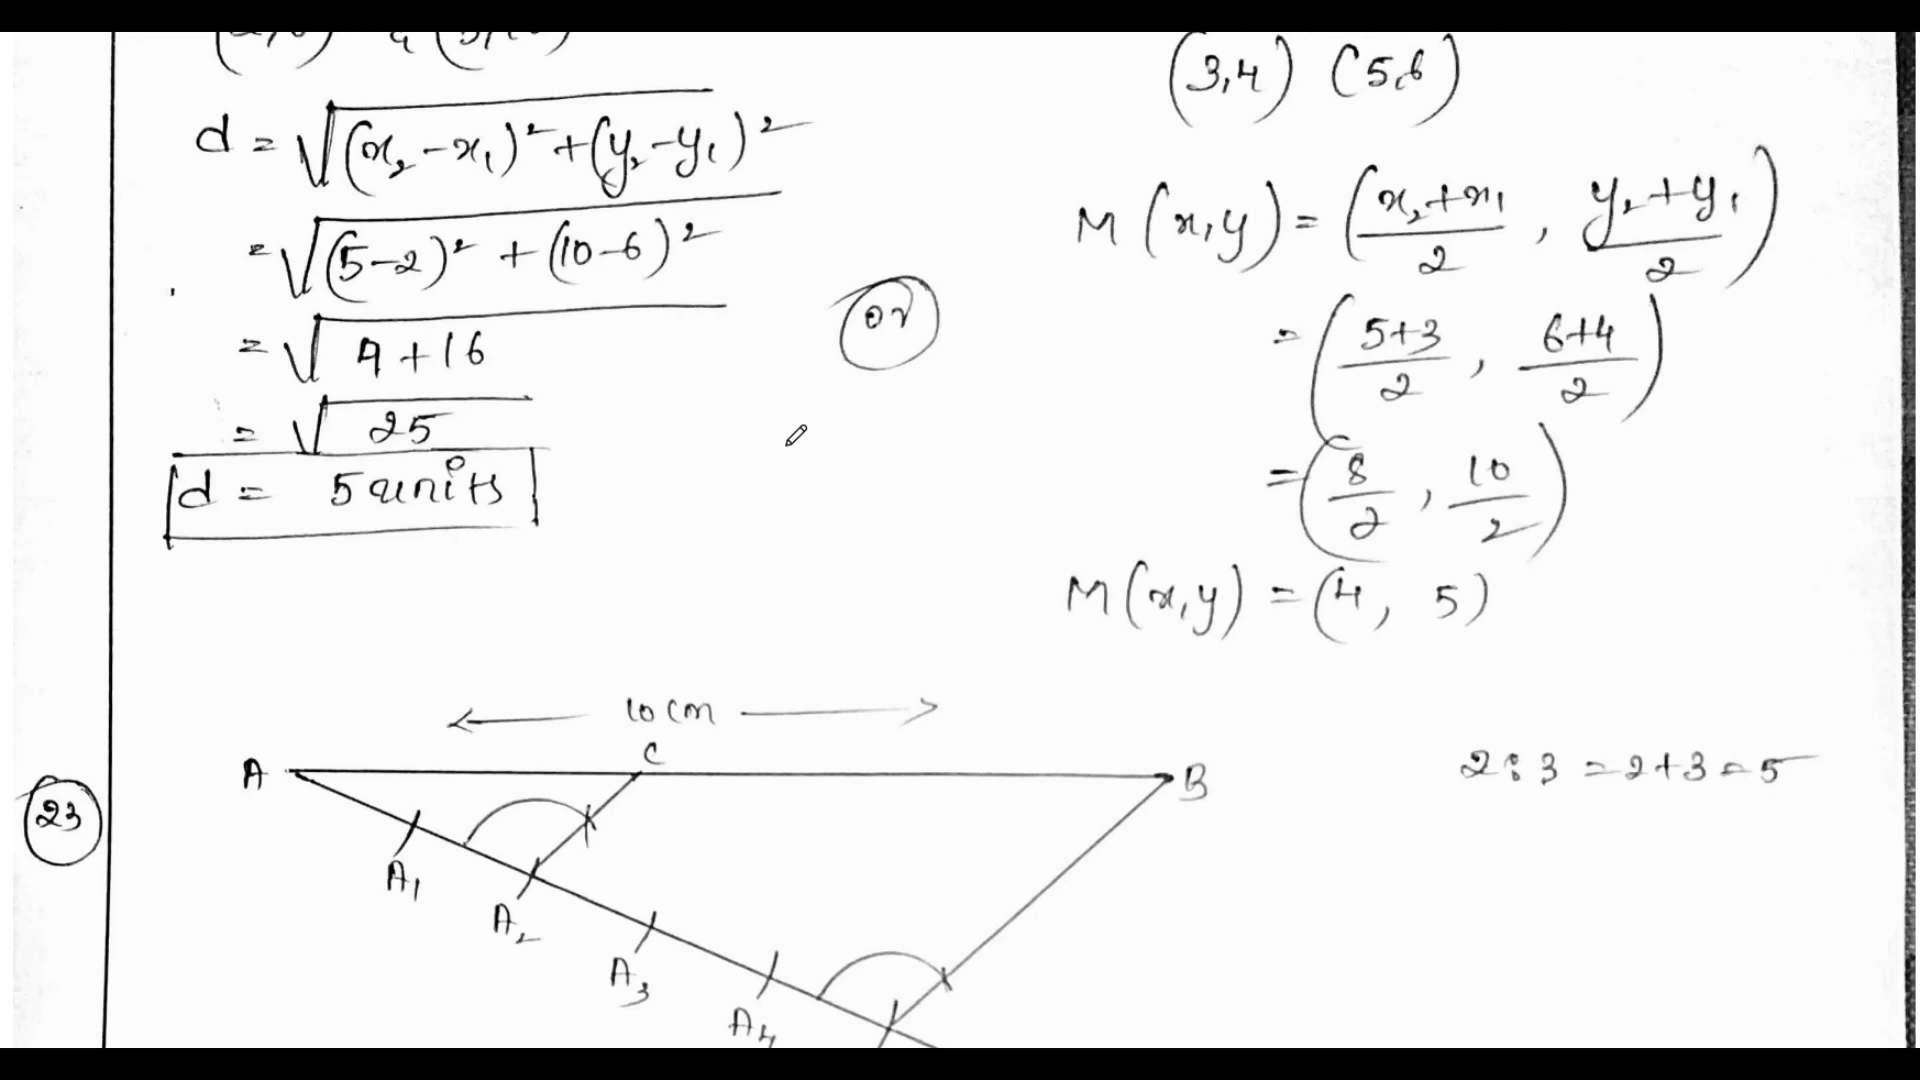 (3,4) (5,6)
d = √(x₂-x₁)² + (y₂-y₁)²
= √(5-2)² + (10-6)²
= √9+16
= √25
d = 5 units
or
M(x,y) = (x₂+x₁/2, y₂+y₁/2)
= (5+3/2, 6+4/2)
= (8/2, 10/2)
M(x,y) = (4, 5)
23
10 cm
A C B
2:3 = 2+3 = 5
A₁
A₂
A₃
A₄